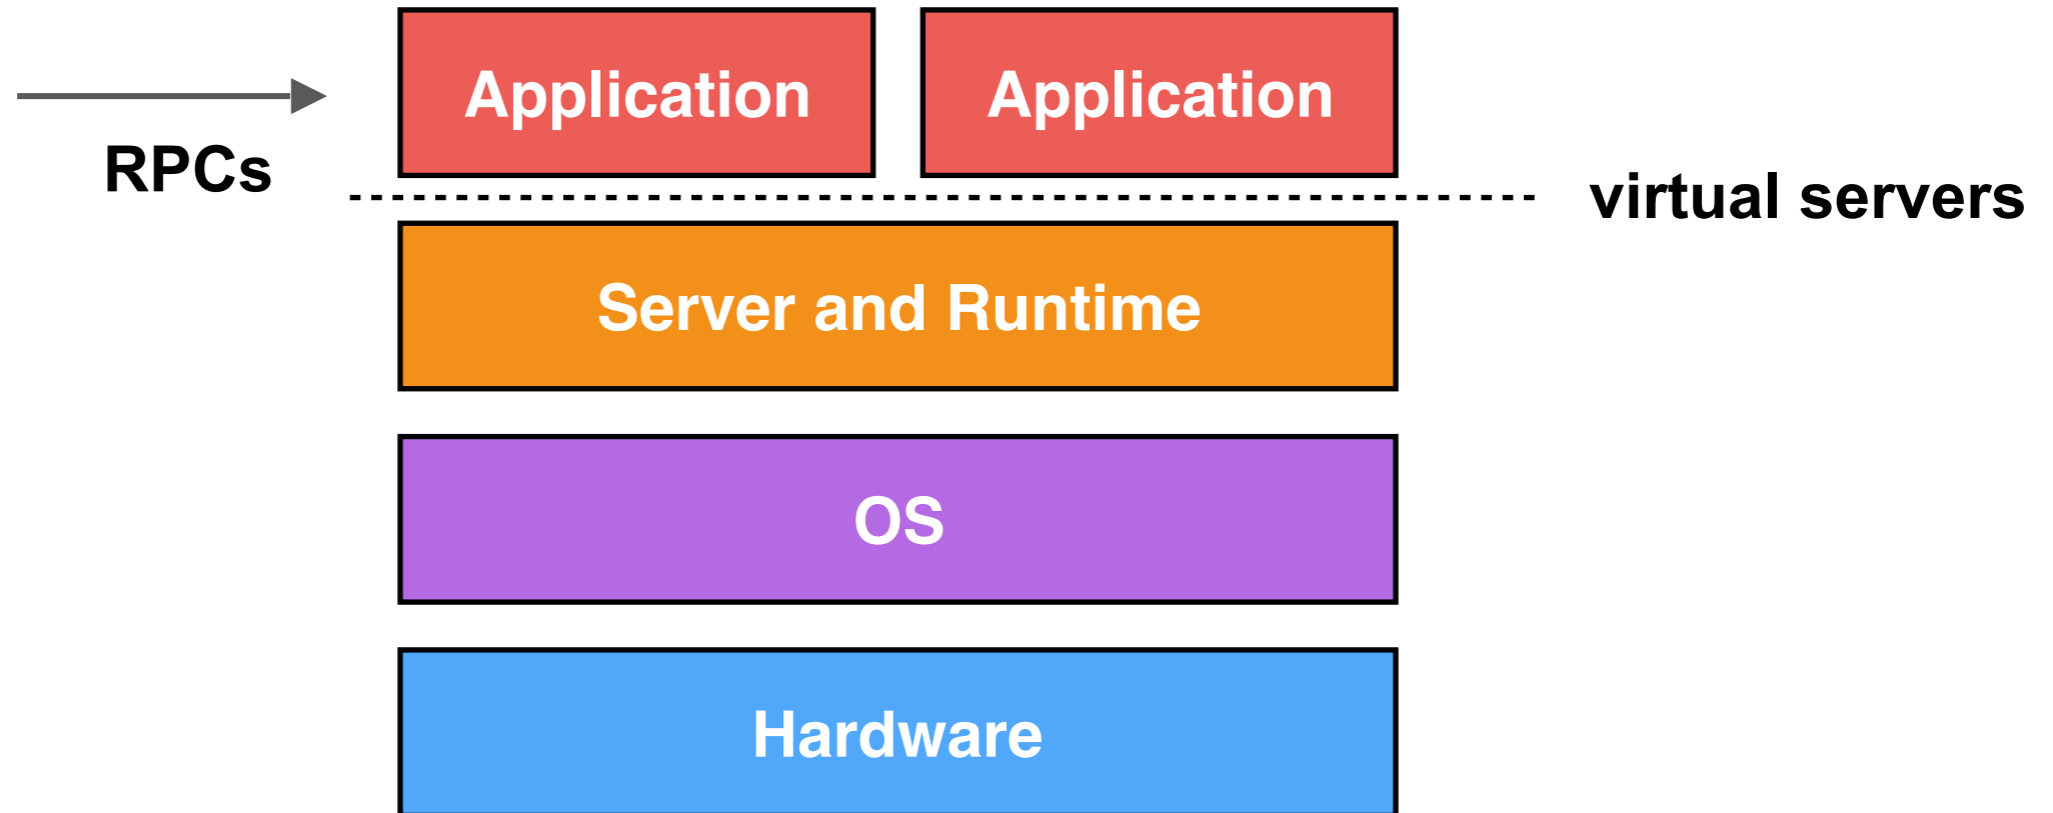 Application
Application
RPCs
virtual servers
Server and Runtime
OS
Hardware